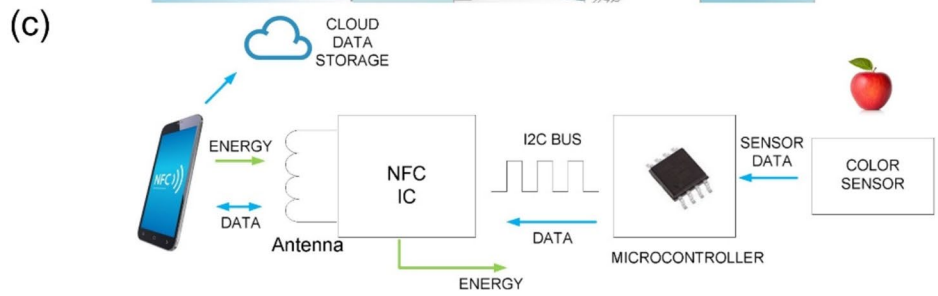 (c)
CLOUD
DATA
STORAGE
ENERGY
DATA
NFC
Antenna
NFC
IC
ENERGY
I2C BUS
DATA
MICROCONTROLLER
SENSOR
DATA
COLOR
SENSOR